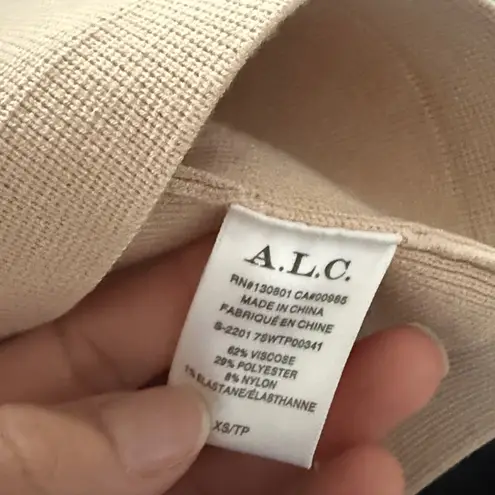 A.L.C.
RN#130801 CA#00985
MADE IN CHINA
FABRIQUÉ EN CHINE
S-2201 75WTP00341
62% VISCOSE
29% POLYESTER
8% NYLON
1% ELASTANE/ÉLASTHANNE
XS/TP